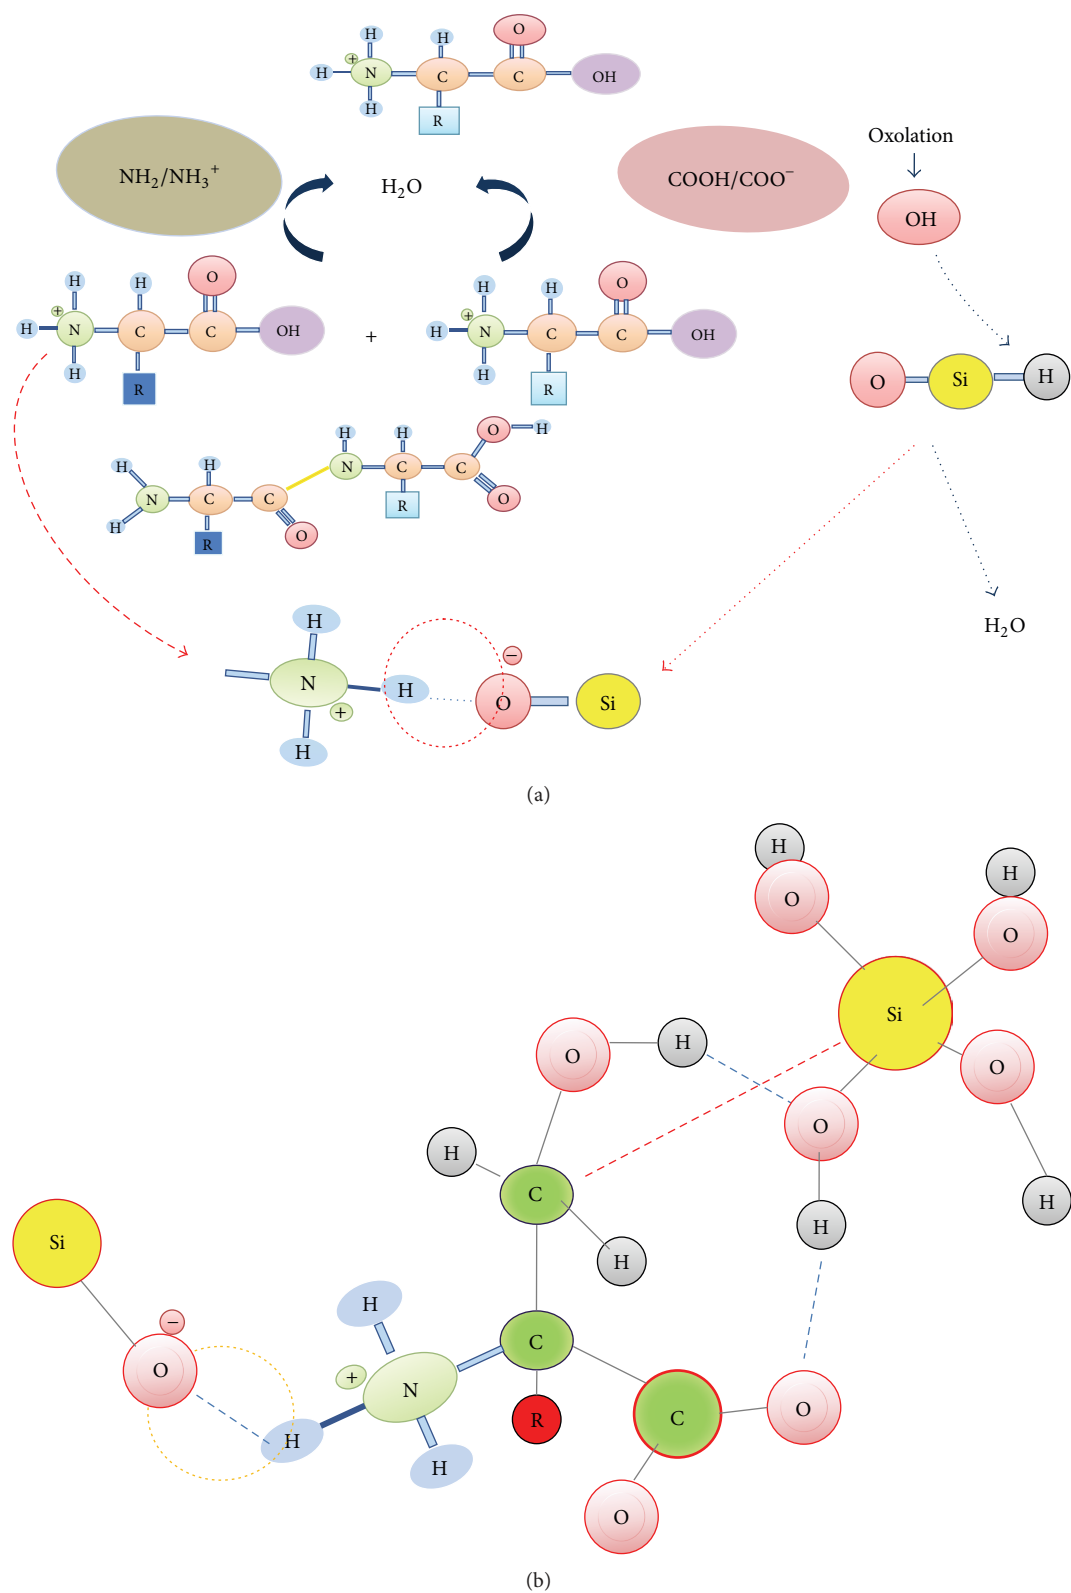 H H O
H + N C C OH
H R
NH₂/NH₃⁺ H₂O COOH/COO⁻ Oxolation
OH
H H O H H O
H + N C C OH + H + N C C OH
H R H R
O Si H
H H O H
H H N C C
N C C R O
H R O
H₂O
H −
N H O Si
+
H
(a)
H H
O O
Si
O H O
O
H
C H
H
H
Si
H
− C
O + N
H R C O
H
O
(b)